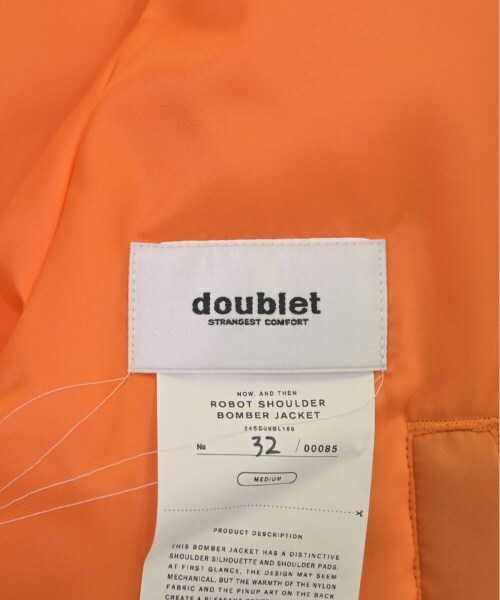 doublet
STRANGEST COMFORT
NOW, AND THEN
ROBOT SHOULDER
BOMBER JACKET
№ 32 / 00085
MEDIUM
PRODUCT DESCRIPTION
THIS BOMBER JACKET HAS A DISTINCTIVE
SHOULDER SILHOUETTE AND SHOULDER PADS.
AT FIRST GLANCE, THE DESIGN MAY SEEM
MECHANICAL, BUT THE WARMTH OF THE NYLON
FABRIC AND THE PINUP ART ON THE BACK
CREATE A